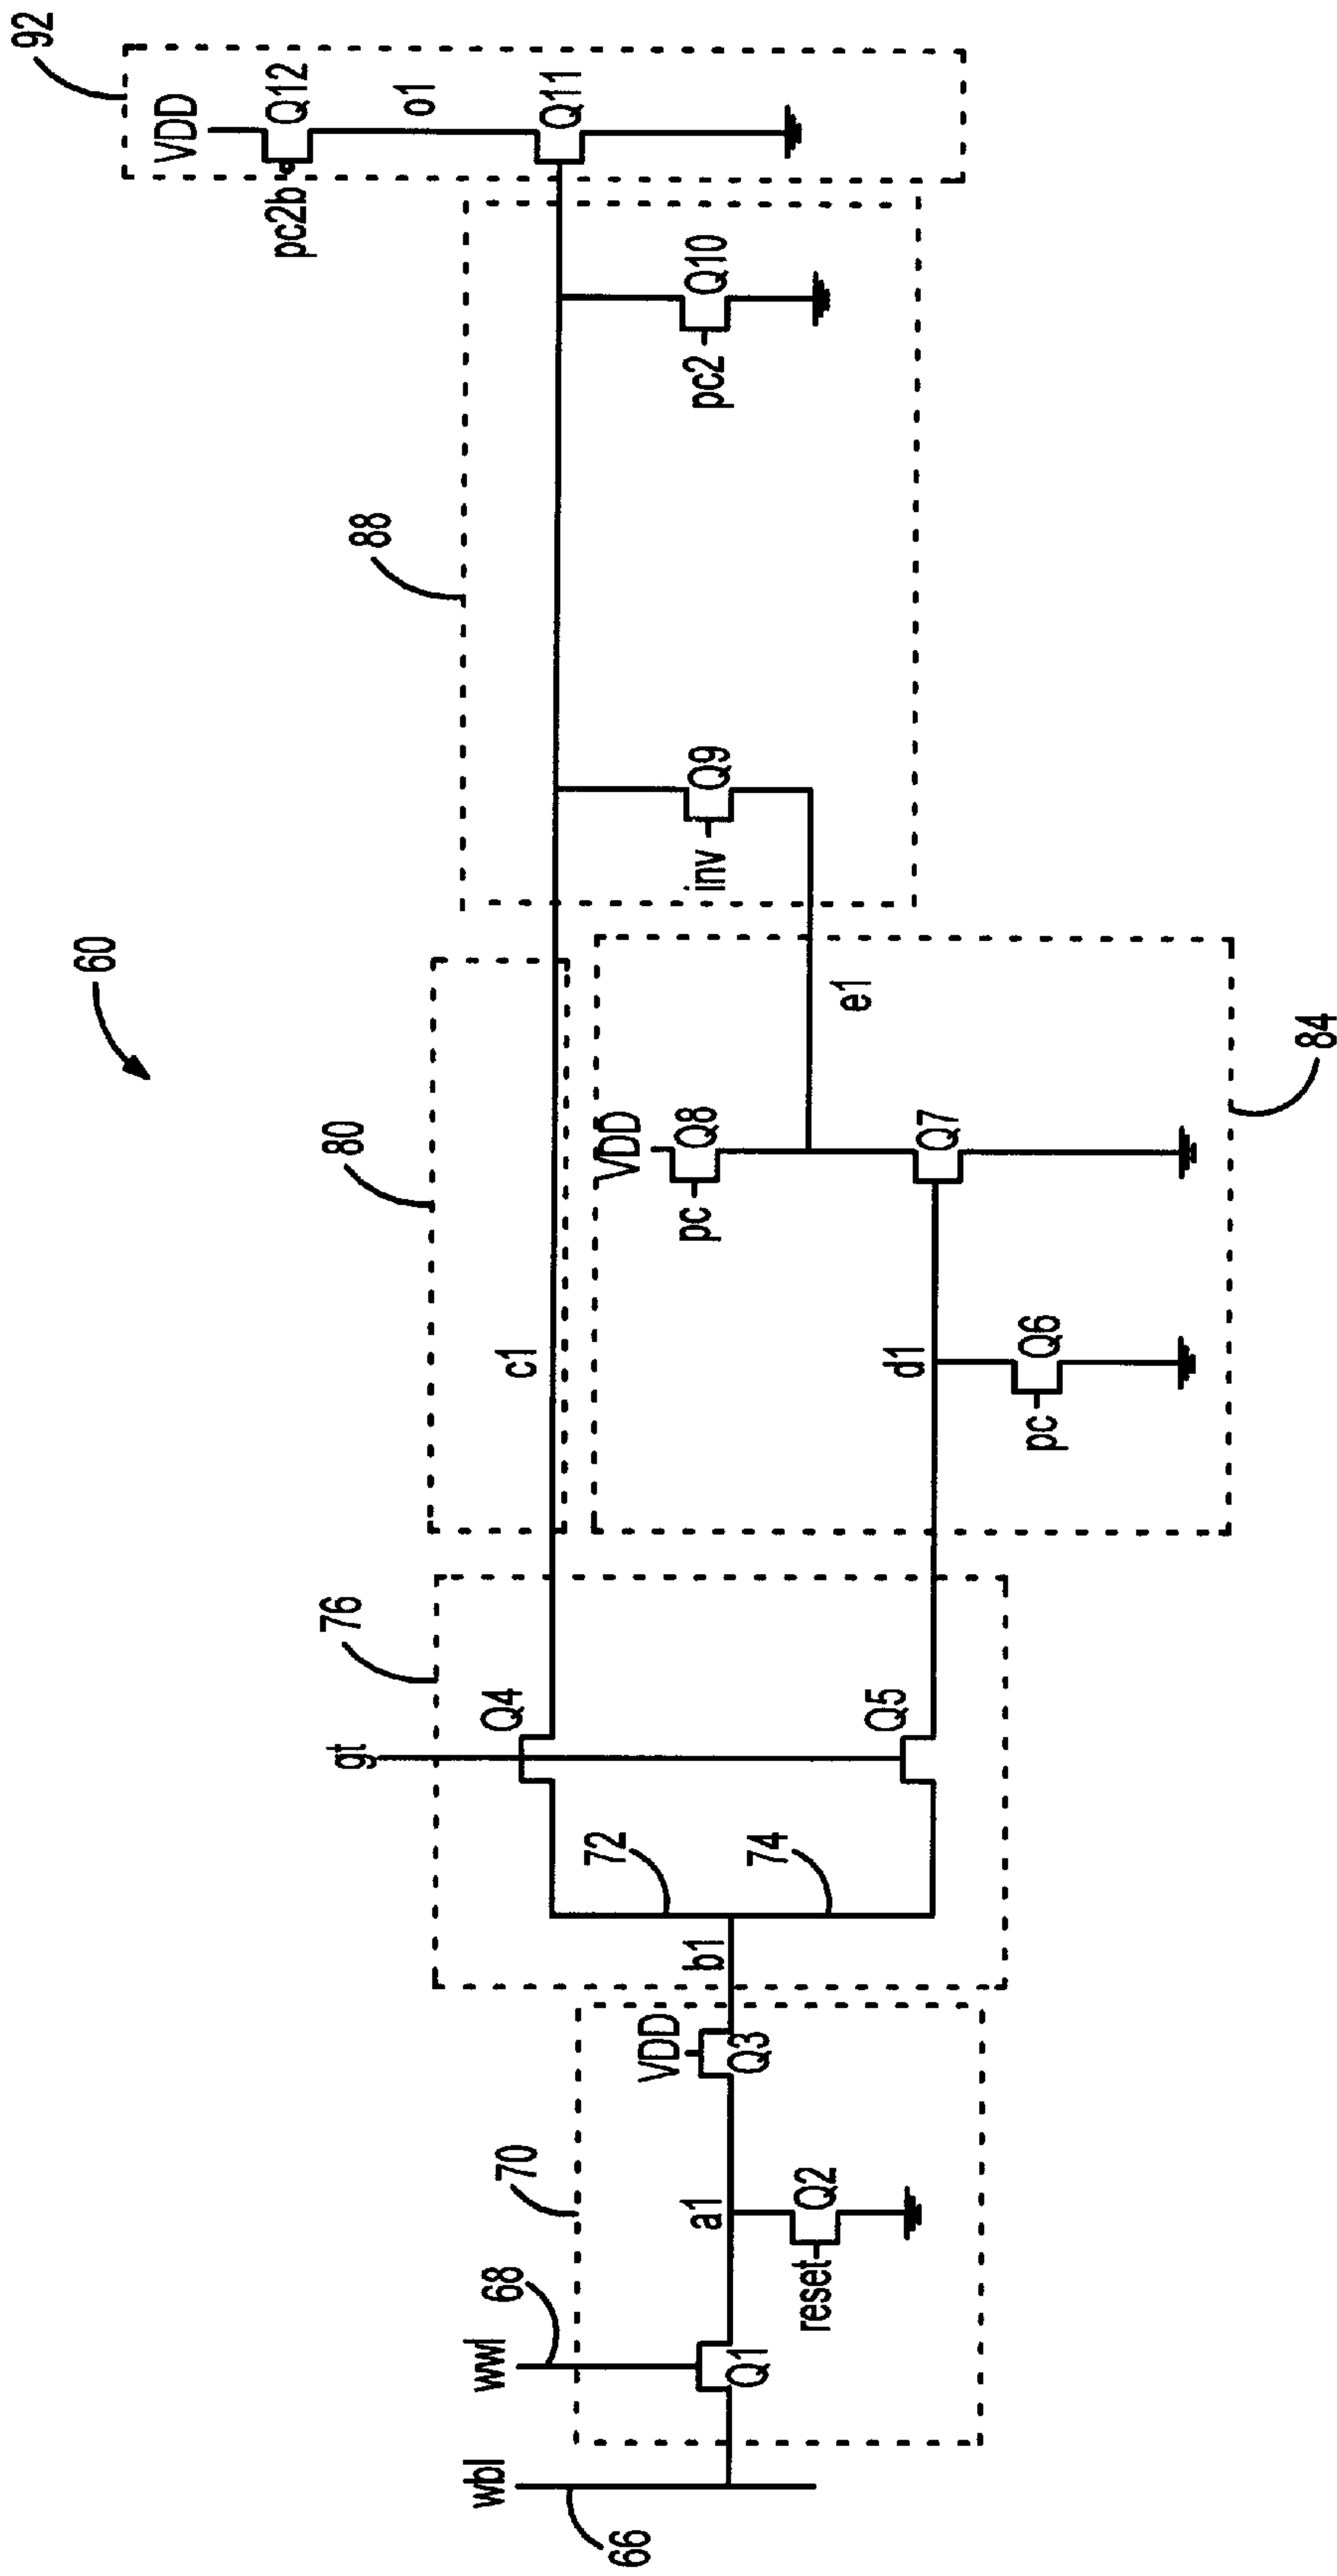 60
92
VDD
Q12
pc2b
o1
Q11
88
pc2
Q10
inv
Q9
80
c1
VDD
pc
Q8
e1
Q7
d1
pc
Q6
84
76
gt
Q4
Q5
72
74
b1
70
VDD
Q3
a1
reset
Q2
wwl
68
Q1
wbl
66